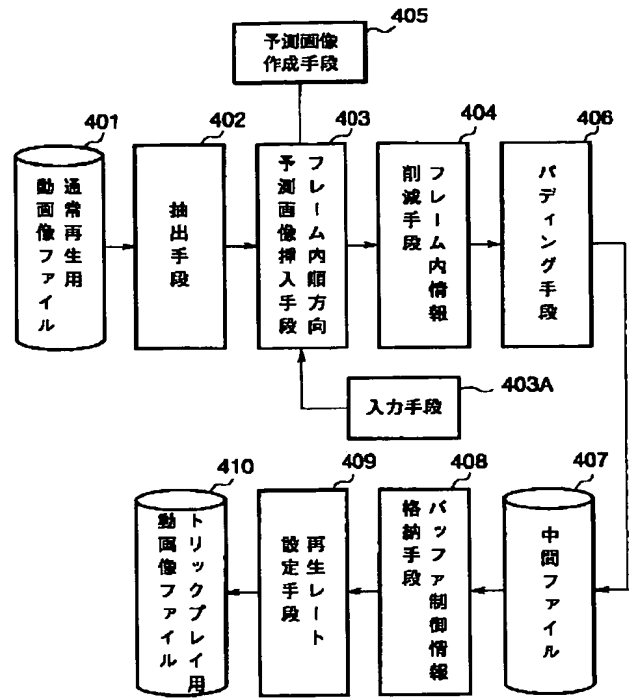 405
予測画像
作成手段
401
402
403
404
406
通常再生用
動画像ファイル
抽出手段
フレーム内順方向
予測画像挿入手段
フレーム内情報
削減手段
パディング手段
403A
入力手段
410
409
408
407
トリックプレイ用
動画像ファイル
再生レート
設定手段
バッファ制御情報
格納手段
中間ファイル